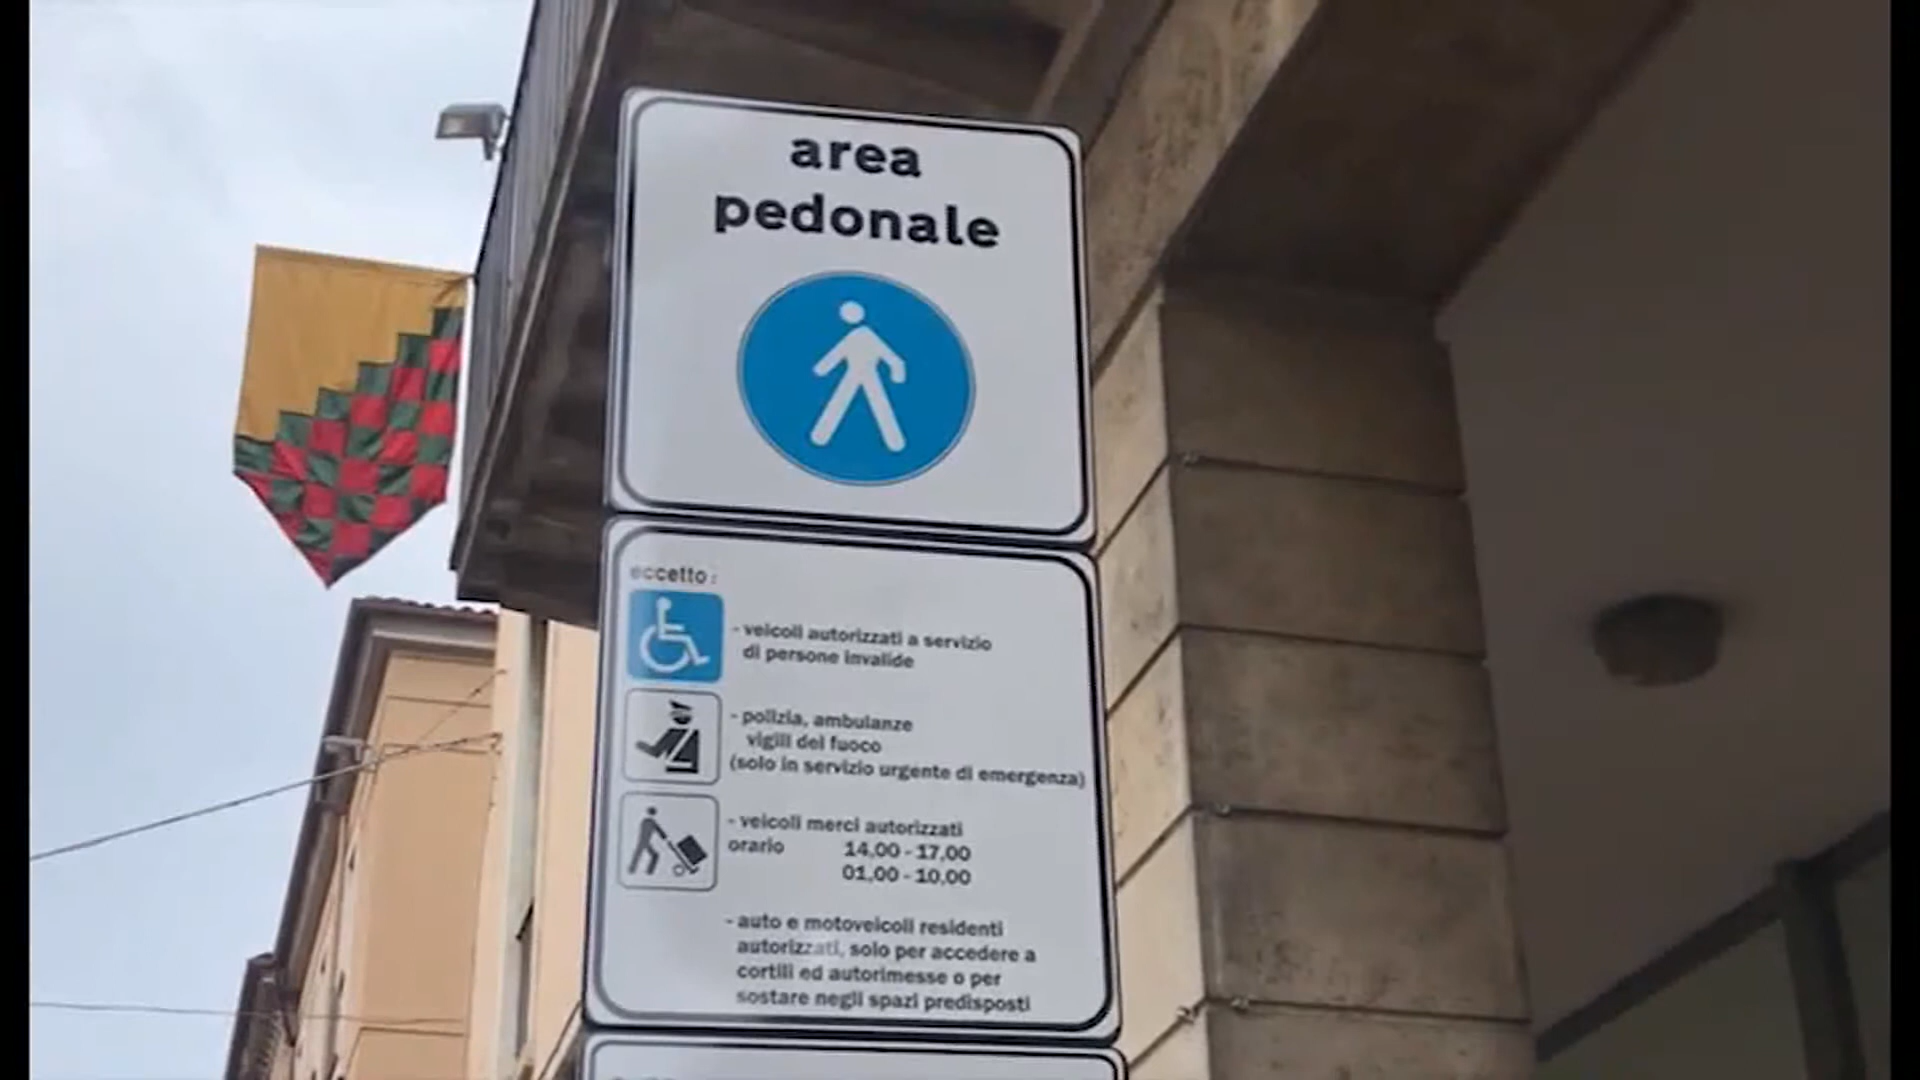 area
pedonale
eccetto:
- veicoli autorizzati a servizio
di persone invalide
- polizia, ambulanze
vigili del fuoco
(solo in servizio urgente di emergenza)
- veicoli merci autorizzati
orario 14,00 - 17,00
01,00 - 10,00
- auto e motoveicoli residenti
autorizzati, solo per accedere a
cortili ed autorimesse o per
sostare negli spazi predisposti